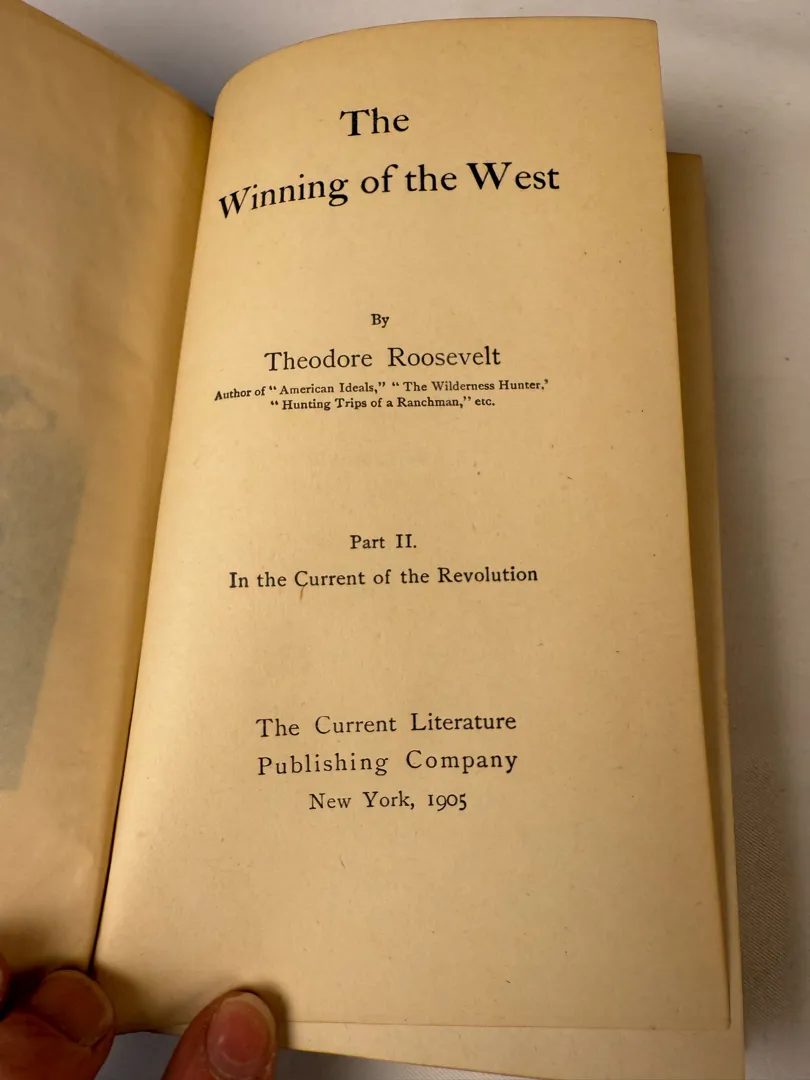 The
Winning of the West
By
Theodore Roosevelt
Author of “American Ideals,” “The Wilderness Hunter,’
“Hunting Trips of a Ranchman,” etc.
Part II.
In the Current of the Revolution
The Current Literature
Publishing Company
New York, 1905